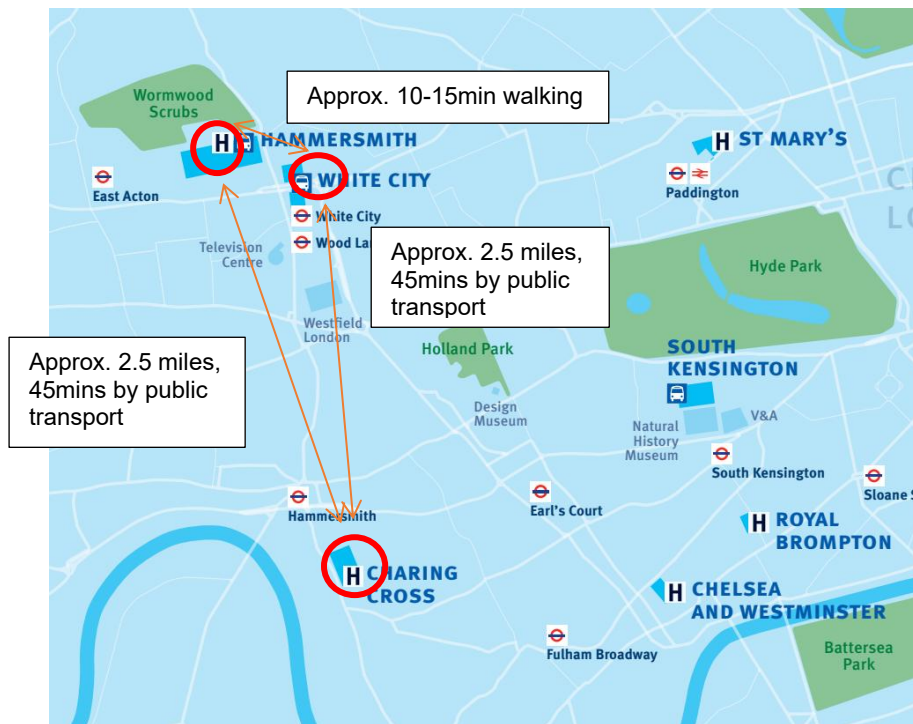 Approx. 10-15min walking
Wormwood
Scrubs
H HAMMERSMITH
H ST MARY'S
East Acton
WHITE CITY
Paddington
White City
Television
Centre
Approx. 2.5 miles,
45mins by public
transport
Hyde Park
Westfield
London
Holland Park
SOUTH
KENSINGTON
Approx. 2.5 miles,
45mins by public
transport
Design
Museum
Natural
History
Museum
V&A
South Kensington
Hammersmith
Earl's Court
H ROYAL
BROMPTON
H CHARING
CROSS
H CHELSEA
AND WESTMINSTER
Fulham Broadway
Battersea
Park